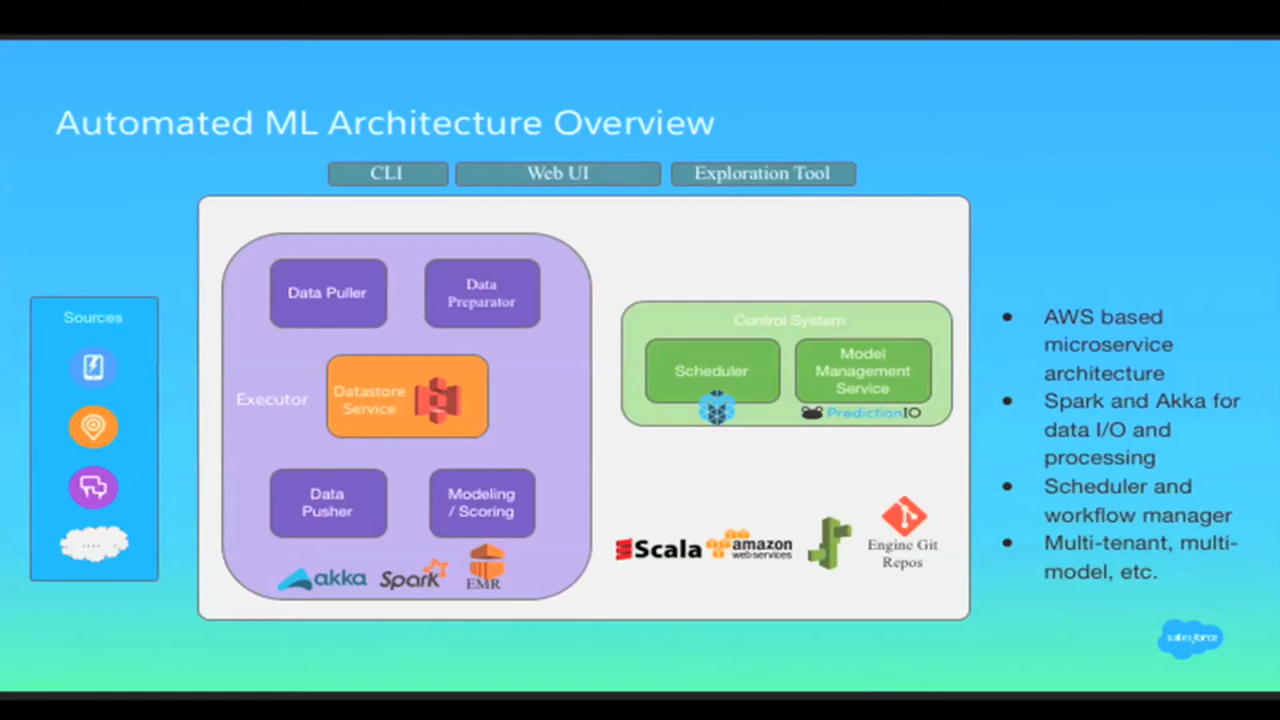 Automated ML Architecture Overview
CLI
Web UI
Exploration Tool
Sources
....
Data Puller
Data
Preparator
Executor
Datastore
Service
Data
Pusher
Modeling
/ Scoring
akka
Spark
EMR
Control System
Scheduler
Model
Management
Service
PredictionIO
Scala
amazon
web services
Engine Git
Repos
• AWS based
microservice
architecture
• Spark and Akka for
data I/O and
processing
• Scheduler and
workflow manager
• Multi-tenant, multi-
model, etc.
salesforce